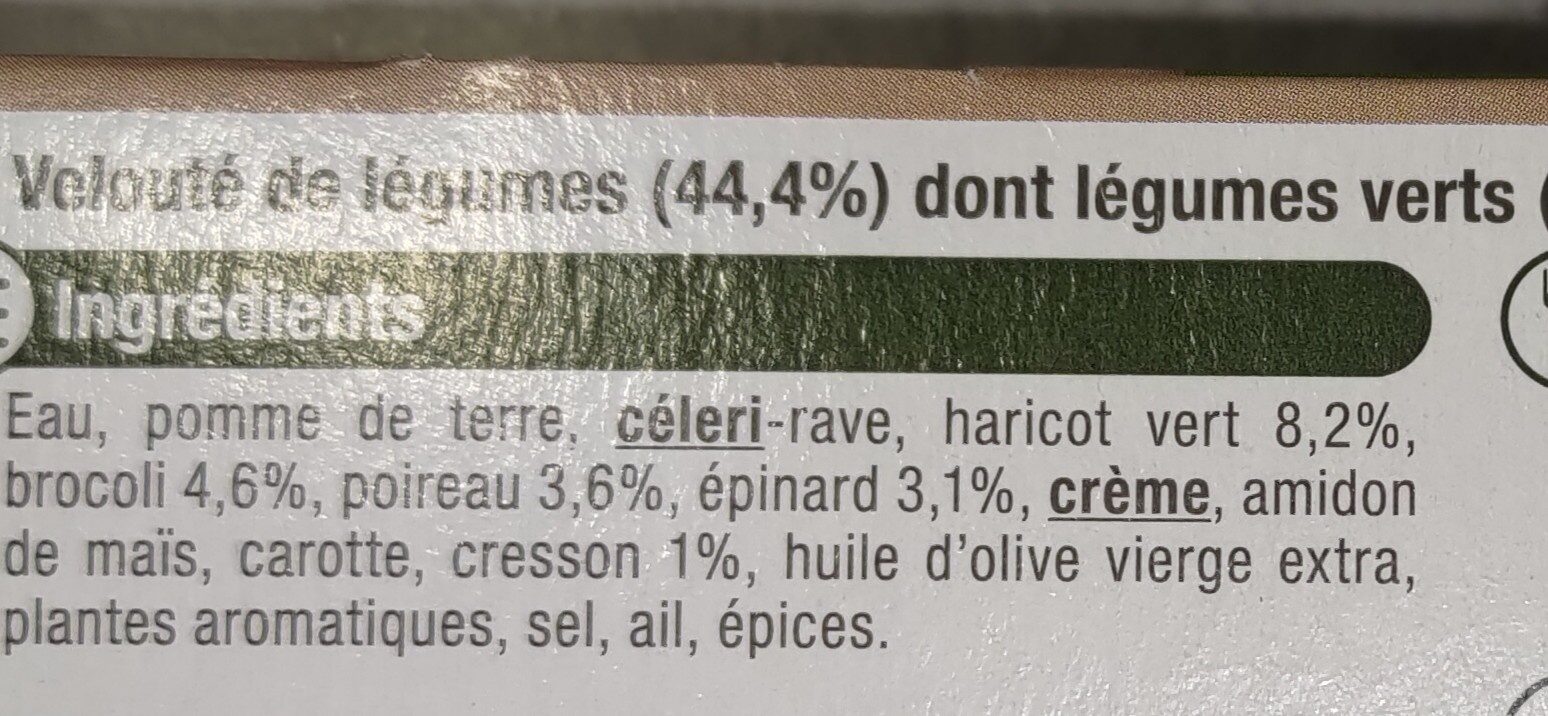 Velouté de légumes (44,4%) dont légumes verts (
Ingrédients
Eau, pomme de terre, céleri-rave, haricot vert 8,2%,
brocoli 4,6%, poireau 3,6%, épinard 3,1%, crème, amidon
de maïs, carotte, cresson 1%, huile d'olive vierge extra,
plantes aromatiques, sel, ail, épices.